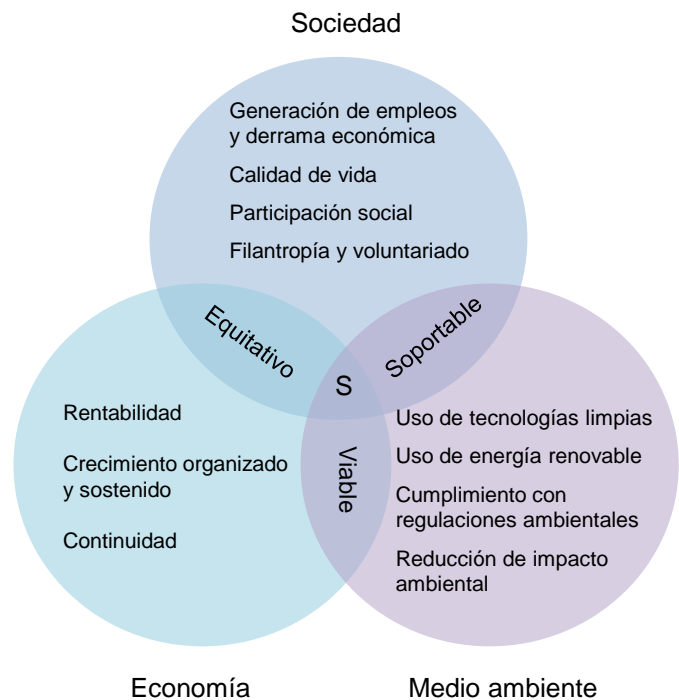 Sociedad
Generación de empleos
y derrama económica
Calidad de vida
Participación social
Filantropía y voluntariado
Equitativo
Soportable
S
Viable
Rentabilidad
Crecimiento organizado
y sostenido
Continuidad
Uso de tecnologías limpias
Uso de energía renovable
Cumplimiento con
regulaciones ambientales
Reducción de impacto
ambiental
Economía
Medio ambiente